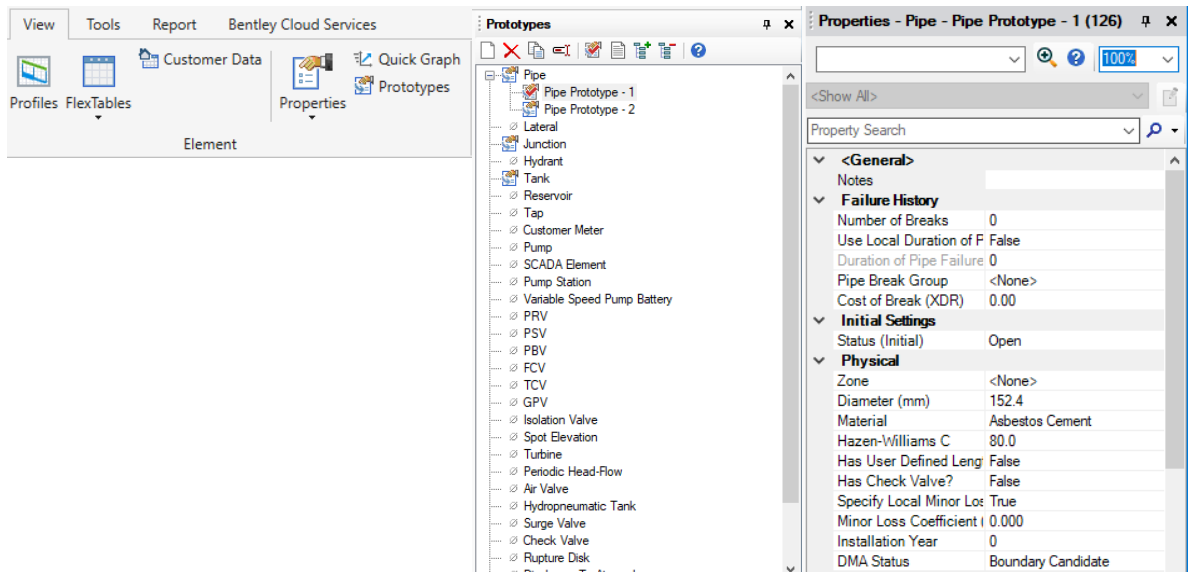 View Tools Report Bentley Cloud Services
Customer Data
Quick Graph
Prototypes
Profiles FlexTables
Properties
Element
Prototypes
Pipe
Pipe Prototype - 1
Pipe Prototype - 2
Lateral
Junction
Hydrant
Tank
Reservoir
Tap
Customer Meter
Pump
SCADA Element
Pump Station
Variable Speed Pump Battery
PRV
PSV
PBV
FCV
TCV
GPV
Isolation Valve
Spot Elevation
Turbine
Periodic Head-Flow
Air Valve
Hydropneumatic Tank
Surge Valve
Check Valve
Rupture Disk
Properties - Pipe - Pipe Prototype - 1 (126)
100%
<Show All>
Property Search
<General>
Notes
Failure History
Number of Breaks 0
Use Local Duration of P False
Duration of Pipe Failure 0
Pipe Break Group <None>
Cost of Break (XDR) 0.00
Initial Settings
Status (Initial) Open
Physical
Zone <None>
Diameter (mm) 152.4
Material Asbestos Cement
Hazen-Williams C 80.0
Has User Defined Leng False
Has Check Valve? False
Specify Local Minor Los True
Minor Loss Coefficient ( 0.000
Installation Year 0
DMA Status Boundary Candidate